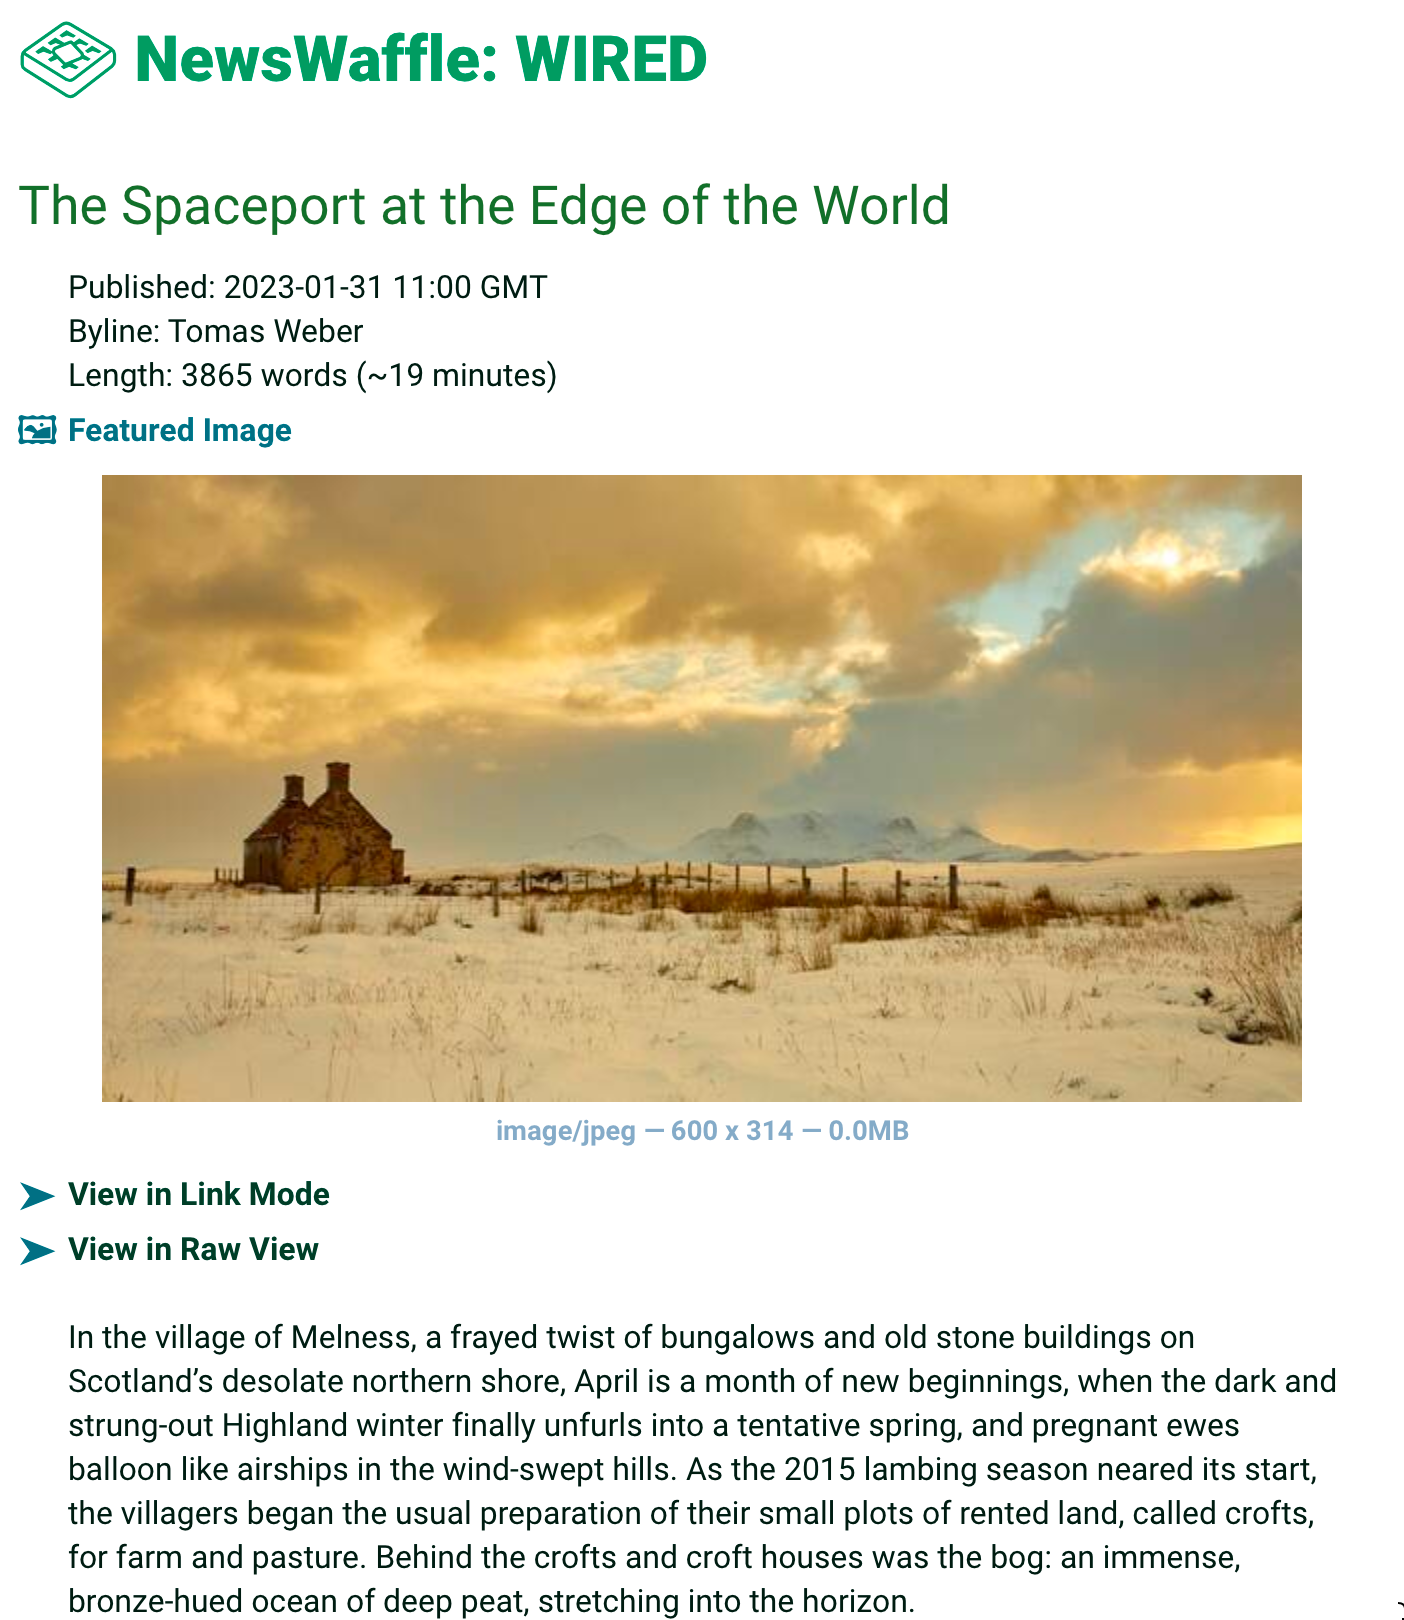 NewsWaffle: WIRED
The Spaceport at the Edge of the World
Published: 2023-01-31 11:00 GMT
Byline: Tomas Weber
Length: 3865 words (~19 minutes)
Featured Image
image/jpeg — 600 x 314 — 0.0MB
View in Link Mode
View in Raw View
In the village of Melness, a frayed twist of bungalows and old stone buildings on
Scotland’s desolate northern shore, April is a month of new beginnings, when the dark and
strung-out Highland winter finally unfurls into a tentative spring, and pregnant ewes
balloon like airships in the wind-swept hills. As the 2015 lambing season neared its start,
the villagers began the usual preparation of their small plots of rented land, called crofts,
for farm and pasture. Behind the crofts and croft houses was the bog: an immense,
bronze-hued ocean of deep peat, stretching into the horizon.